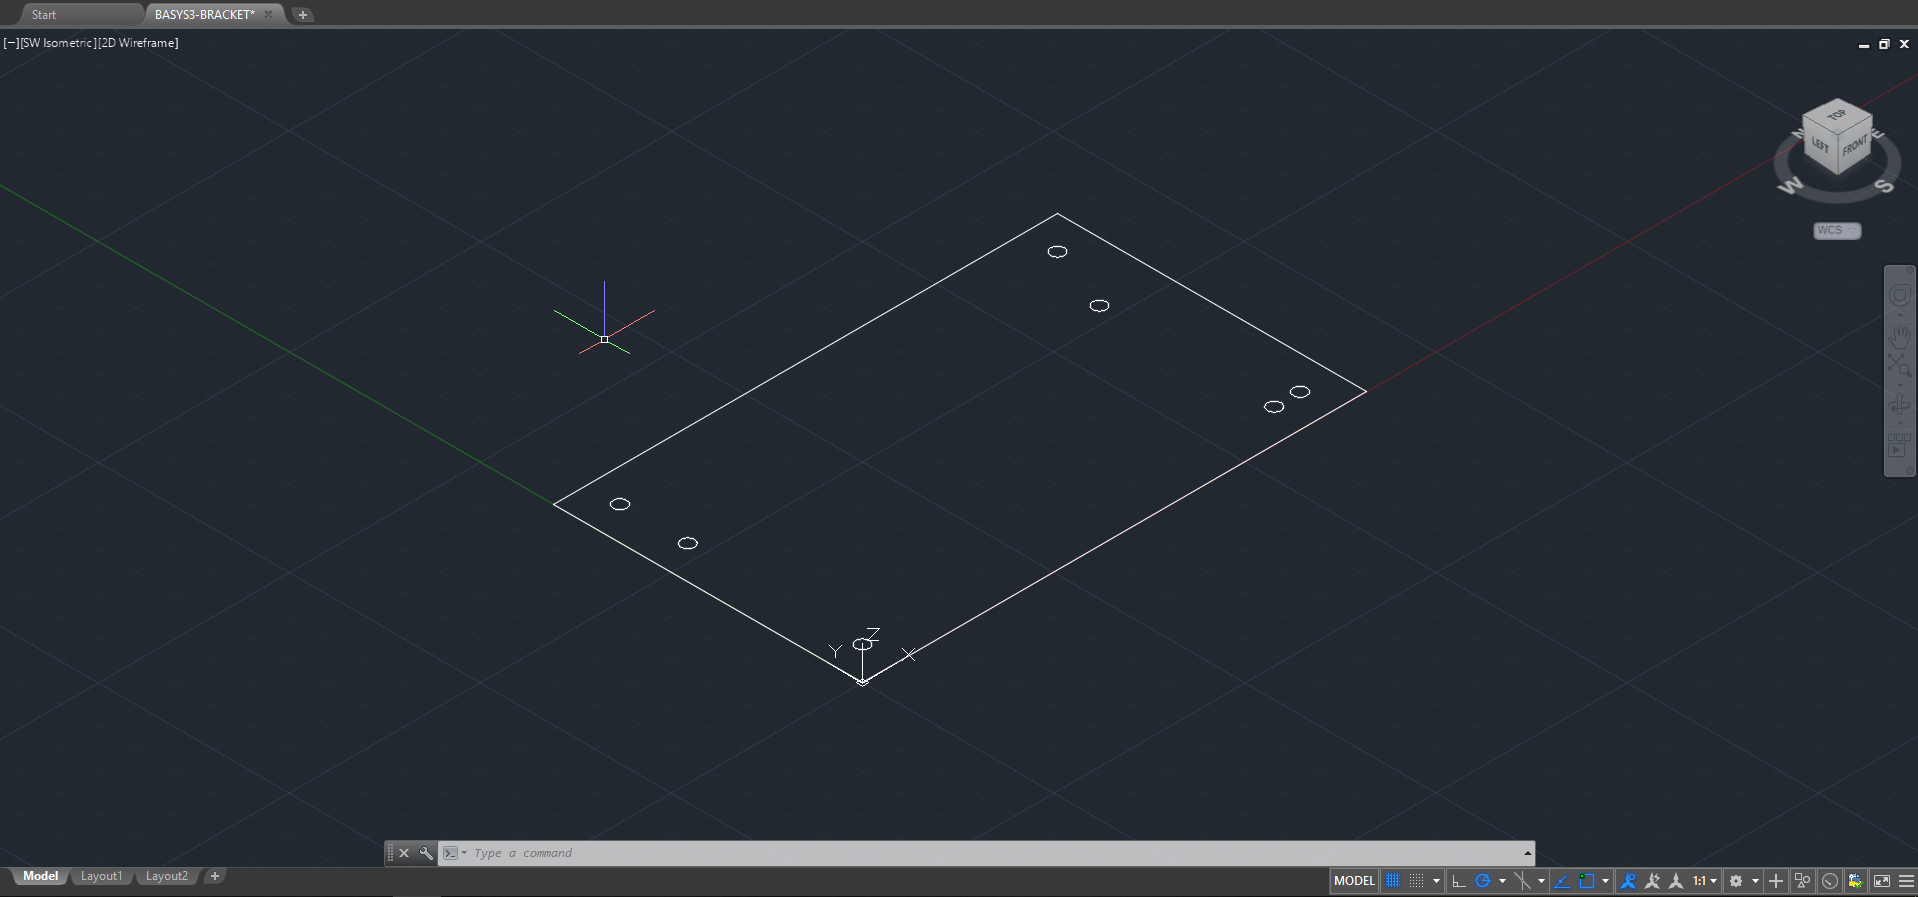 Start
BASYS3-BRACKET*
[−][SW Isometric][2D Wireframe]
TOP
N
E
LEFT
FRONT
W
S
WCS
Z
Y
X
Type a command
Model
Layout1
Layout2
MODEL
1:1